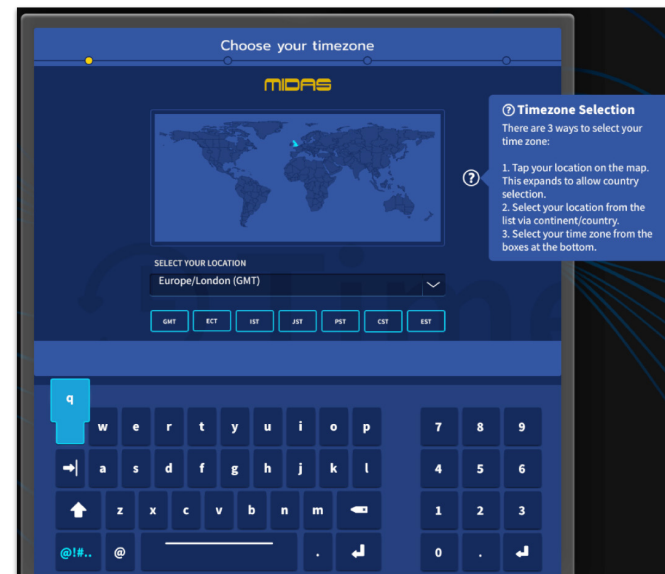 Choose your timezone
MIDAS
? Timezone Selection
There are 3 ways to select your
time zone:
1. Tap your location on the map.
This expands to allow country
selection.
2. Select your location from the
list via continent/country.
3. Select your time zone from the
boxes at the bottom.
?
SELECT YOUR LOCATION
Europe/London (GMT)
GMT ECT IST JST PST CST EST
q w e r t y u i o p 7 8 9
a s d f g h j k l 4 5 6
z x c v b n m 1 2 3
@!#.. @ . 0 .